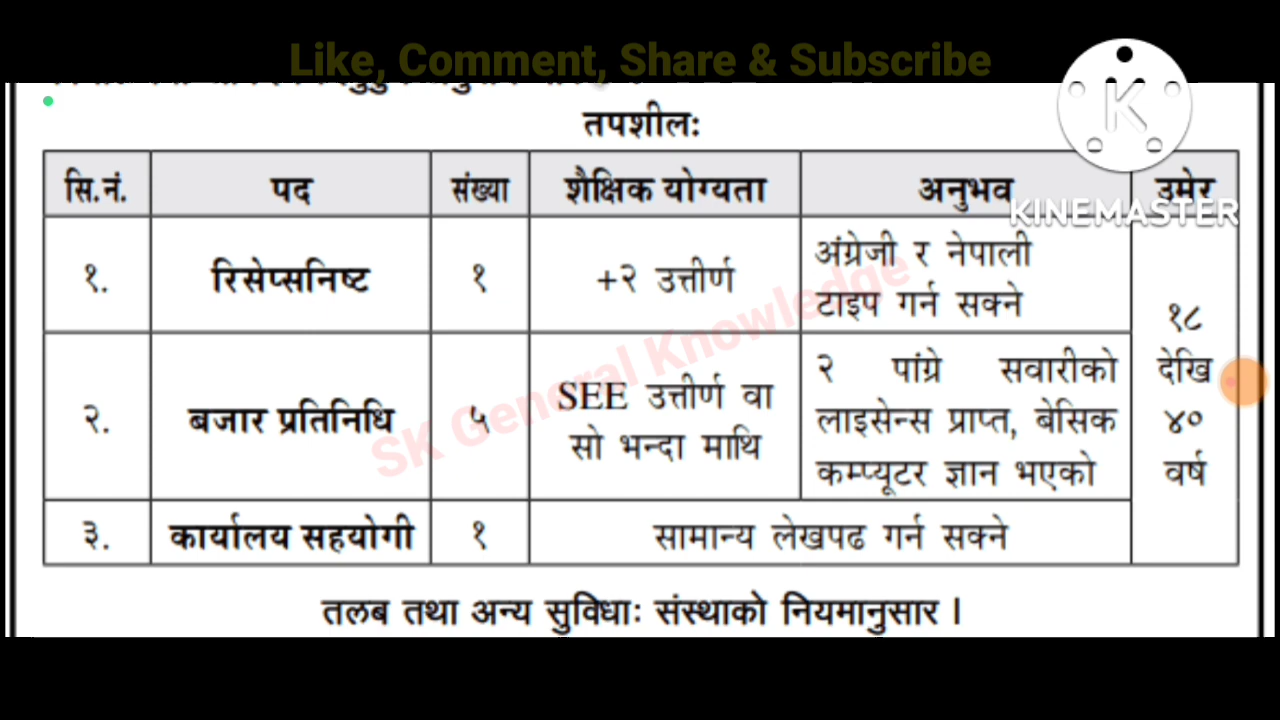 Like, Comment, Share & Subscribe
तपशीलः
सि.नं. पद संख्या शैक्षिक योग्यता अनुभव उमेर
KINEMASTER
१. रिसेप्सनिष्ट १ +२ उत्तीर्ण अंग्रेजी र नेपाली
टाइप गर्न सक्ने
२. बजार प्रतिनिधि ५ SEE उत्तीर्ण वा
सो भन्दा माथि
२ पांग्रे सवारीको
लाइसेन्स प्राप्त, बेसिक
कम्प्यूटर ज्ञान भएको
३. कार्यालय सहयोगी १ सामान्य लेखपढ गर्न सक्ने
१८
देखि
४०
वर्ष
SK General Knowledge
तलब तथा अन्य सुविधाः संस्थाको नियमानुसार ।